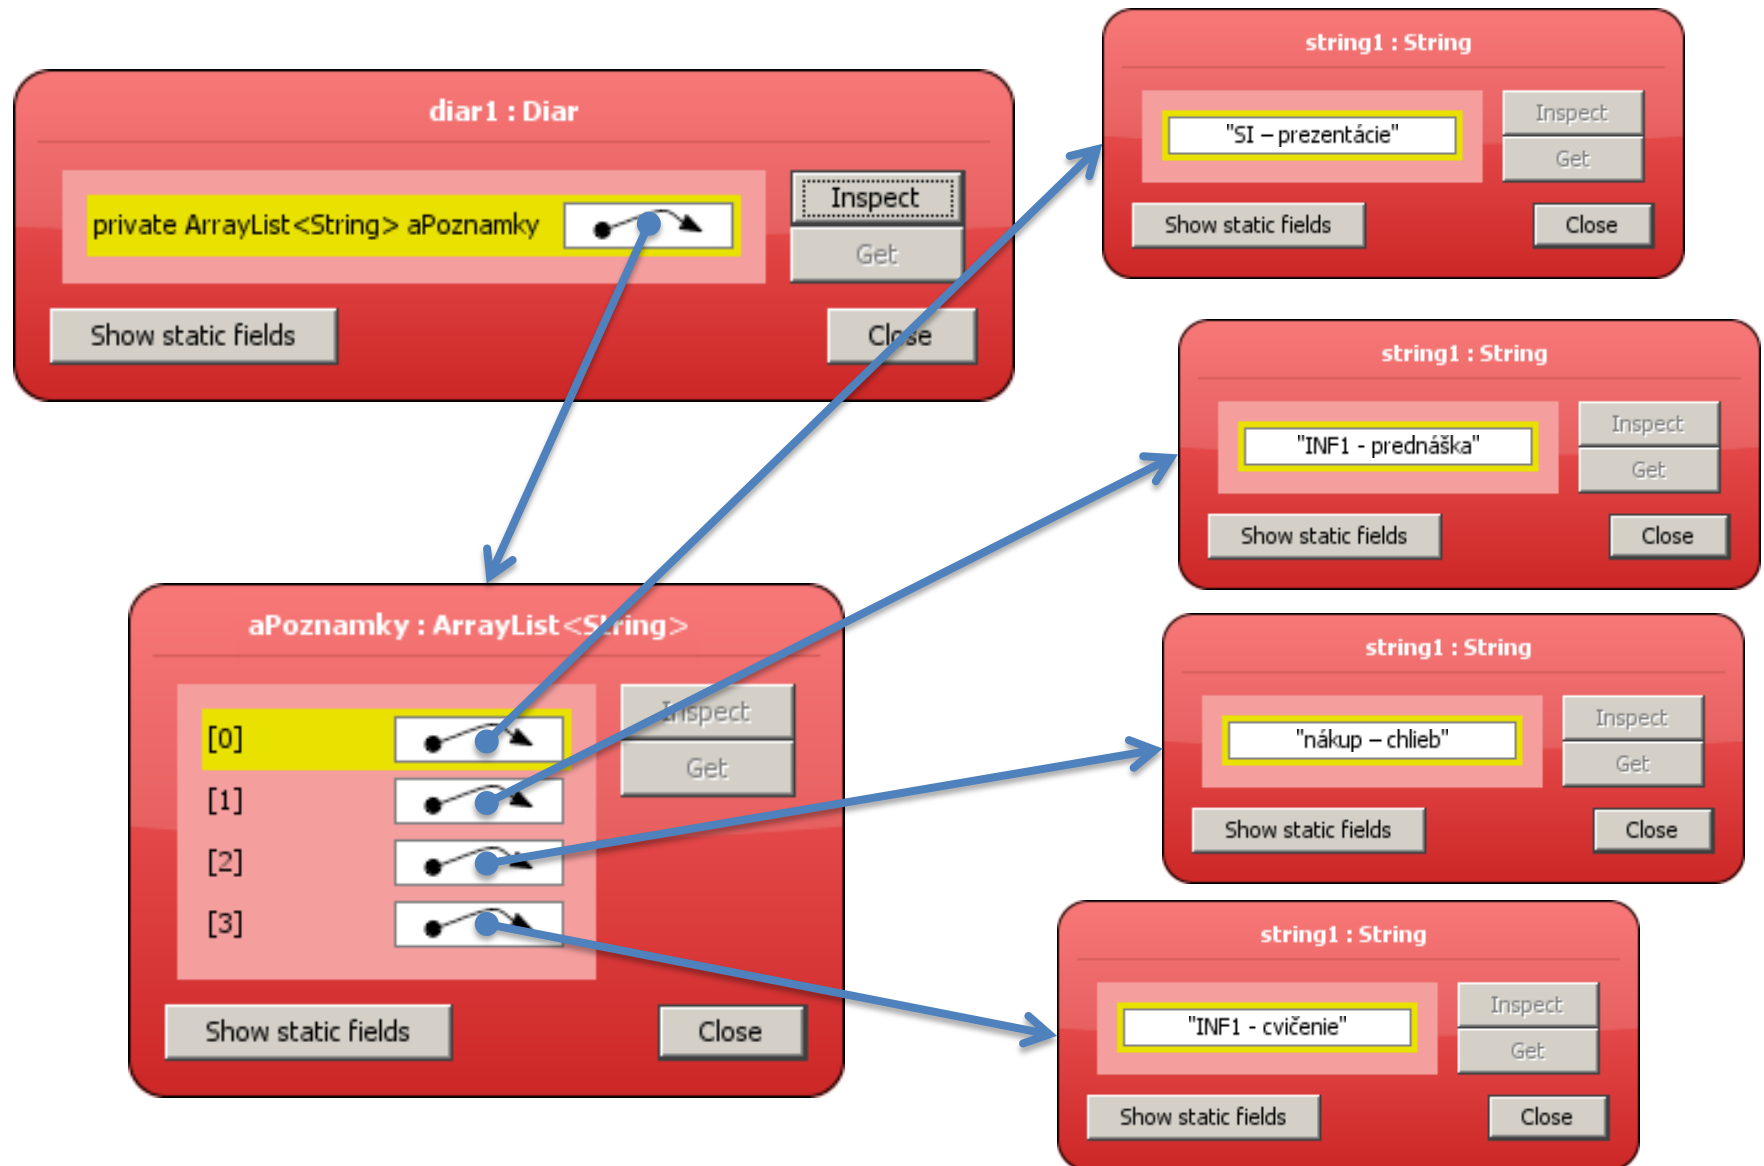 diar1 : Diar
private ArrayList<String> aPoznamky
Inspect
Get
Show static fields
Close
aPoznamky : ArrayList<String>
[0]
[1]
[2]
[3]
Inspect
Get
Show static fields
Close
string1 : String
"SI – prezentácie"
Inspect
Get
Show static fields
Close
string1 : String
"INF1 - prednáška"
Inspect
Get
Show static fields
Close
string1 : String
"nákup – chlieb"
Inspect
Get
Show static fields
Close
string1 : String
"INF1 - cvičenie"
Inspect
Get
Show static fields
Close